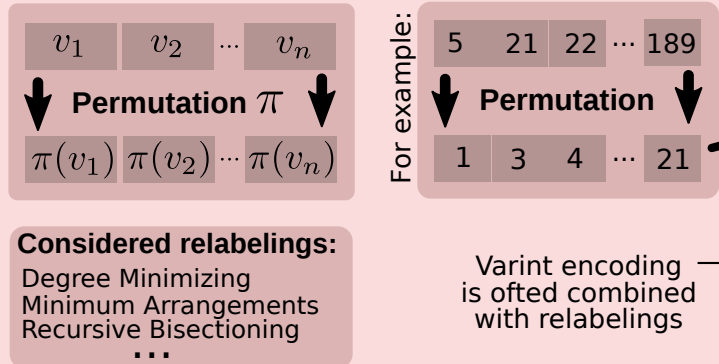 v₁ v₂ ... vₙ
Permutation π
π(v₁) π(v₂) ... π(vₙ)
For example:
5 21 22 ... 189
Permutation
1 3 4 ... 21
Considered relabelings:
Degree Minimizing
Minimum Arrangements
Recursive Bisectioning
...
Varint encoding
is ofted combined
with relabelings